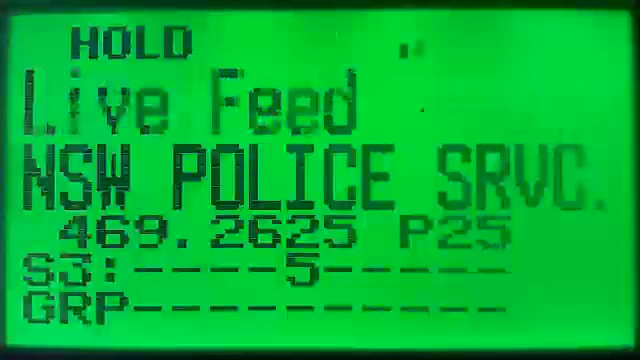 HOLD
Live Feed
NSW POLICE SRVC.
469.2625 P25
S3:----5------
GRP------------